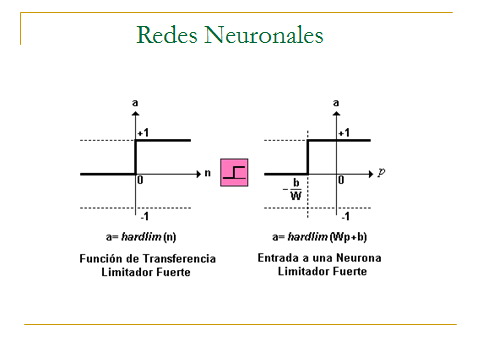 Redes Neuronales
a
+1
n
0
-1
a= hardlim (n)
Función de Transferencia
Limitador Fuerte
a
+1
p
0
- b/W
-1
a= hardlim (Wp+b)
Entrada a una Neurona
Limitador Fuerte